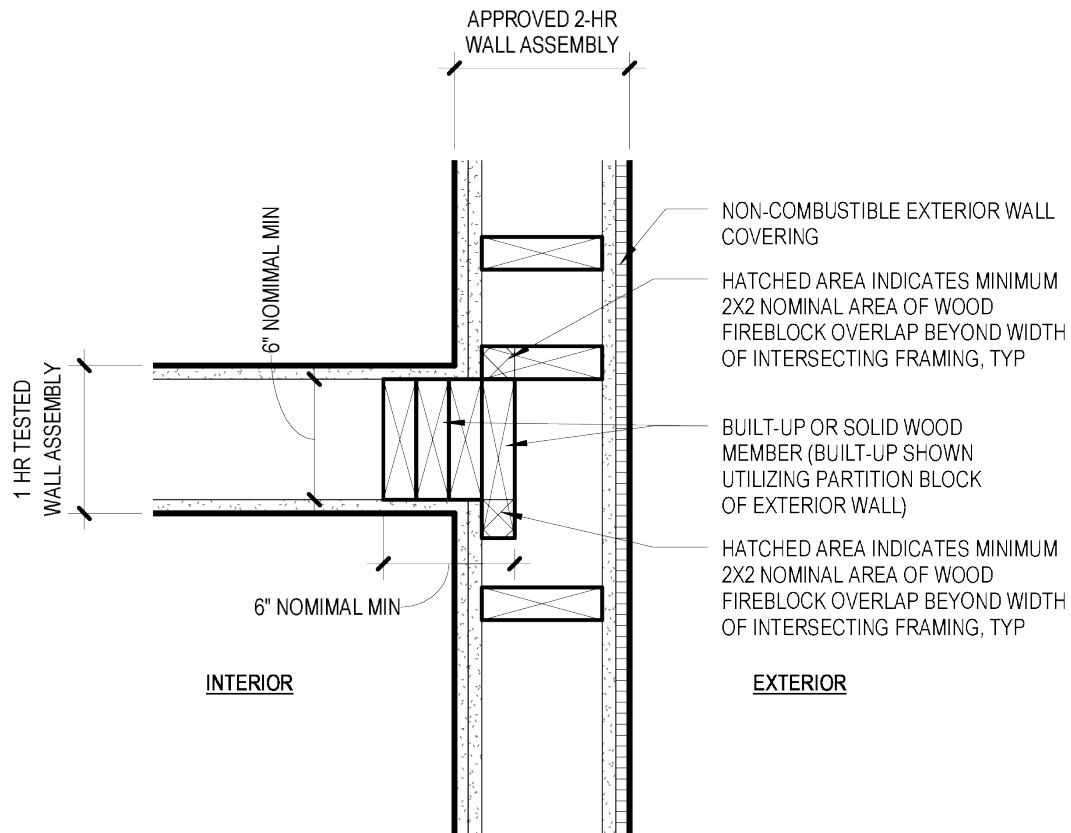 APPROVED 2-HR
WALL ASSEMBLY
NON-COMBUSTIBLE EXTERIOR WALL
COVERING
6" NOMIMAL MIN
HATCHED AREA INDICATES MINIMUM
2X2 NOMINAL AREA OF WOOD
FIREBLOCK OVERLAP BEYOND WIDTH
OF INTERSECTING FRAMING, TYP
1 HR TESTED
WALL ASSEMBLY
BUILT-UP OR SOLID WOOD
MEMBER (BUILT-UP SHOWN
UTILIZING PARTITION BLOCK
OF EXTERIOR WALL)
HATCHED AREA INDICATES MINIMUM
2X2 NOMINAL AREA OF WOOD
FIREBLOCK OVERLAP BEYOND WIDTH
OF INTERSECTING FRAMING, TYP
6" NOMIMAL MIN
INTERIOR
EXTERIOR